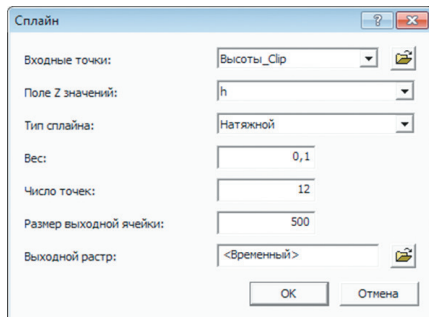 Сплайн
Входные точки: Высоты_Clip
Поле Z значений: h
Тип сплайна: Натяжной
Вес: 0,1
Число точек: 12
Размер выходной ячейки: 500
Выходной растр: <Временный>
OK Отмена